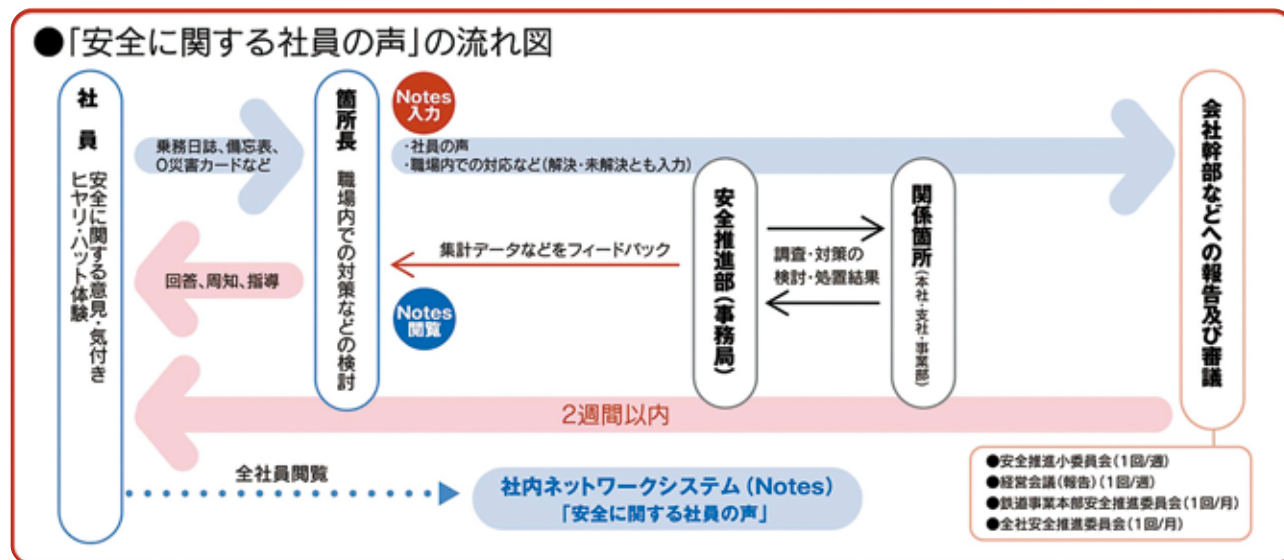 ●「安全に関する社員の声」の流れ図
社員
安全に関する意見・気付き
ヒヤリ・ハット体験
乗務日誌、備忘表、
0災害カードなど
回答、周知、指導
箇所長
職場内での対策などの検討
Notes
入力
・社員の声
・職場内での対応など(解決・未解決とも入力)
集計データなどをフィードバック
Notes
閲覧
安全推進部(事務局)
調査・対策の
検討・処置結果
関係箇所(本社・支社・事業部)
会社幹部などへの報告及び審議
2週間以内
全社員閲覧
社内ネットワークシステム(Notes)
「安全に関する社員の声」
●安全推進小委員会(1回/週)
●経営会議(報告)(1回/週)
●鉄道事業本部安全推進委員会(1回/月)
●全社安全推進委員会(1回/月)